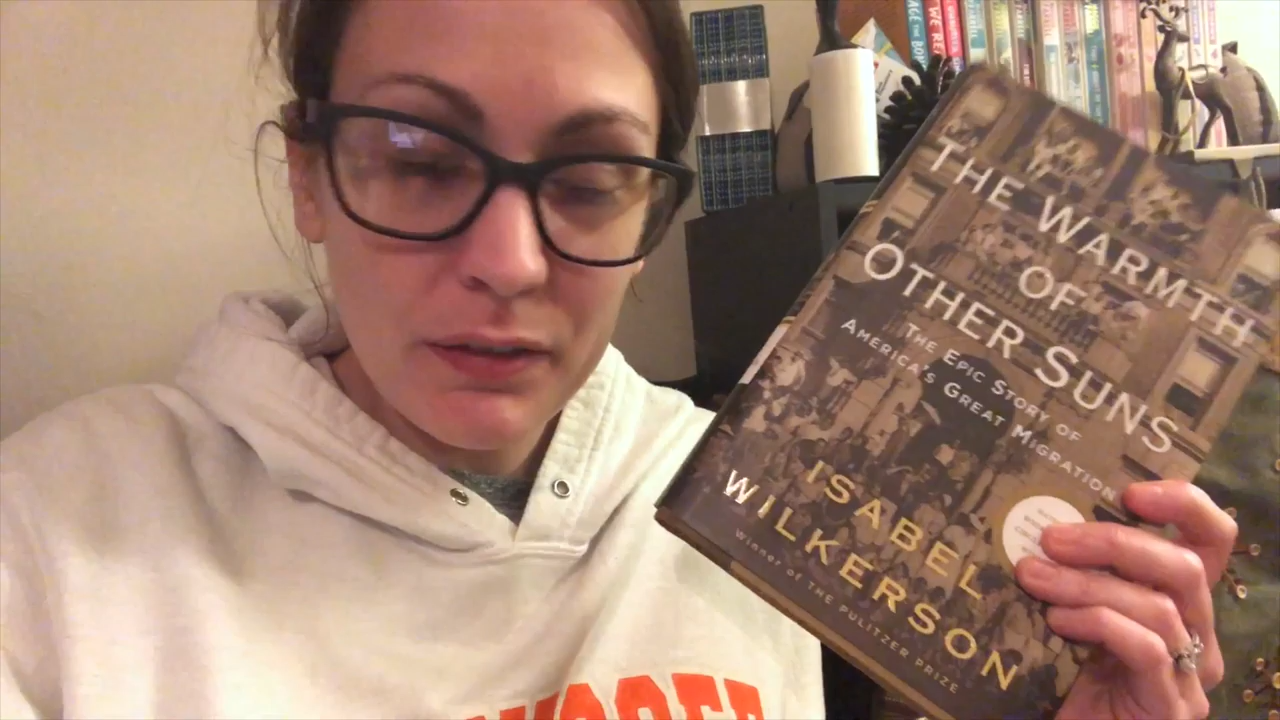 THE WARMTH
OF
OTHER SUNS
THE EPIC STORY OF
AMERICA'S GREAT MIGRATION
ISABEL
WILKERSON
Winner of THE PULITZER PRIZE